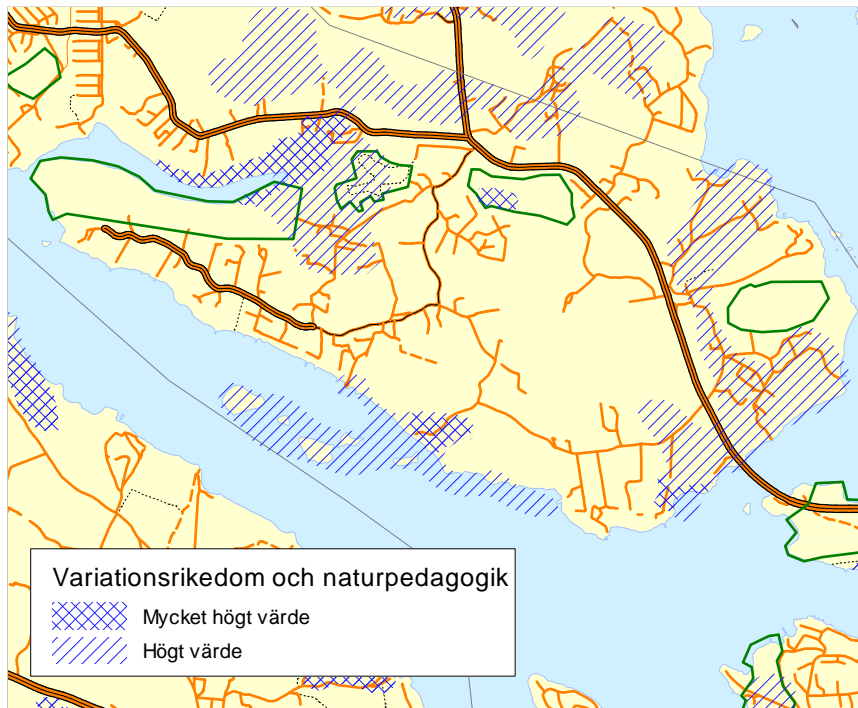 Variationsrikedom och naturpedagogik
Mycket högt värde
Högt värde